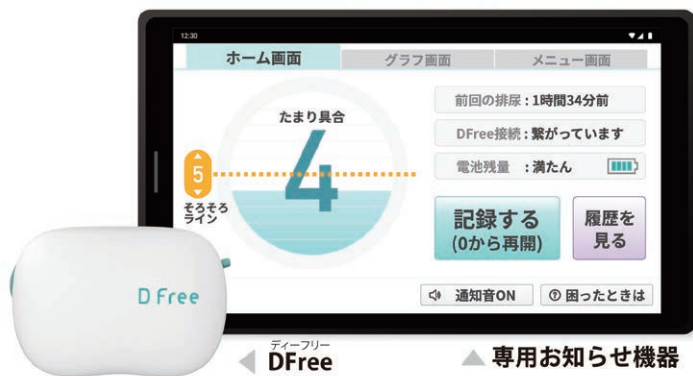 12:30
ホーム画面
グラフ画面
メニュー画面
たまり具合
4
5
そろそろ
ライン
前回の排尿 : 1時間34分前
DFree接続 : 繋がっています
電池残量 : 満たん
記録する
(0から再開)
履歴を
見る
通知音ON
? 困ったときは
D Free
ディーフリー
◀ DFree
▲ 専用お知らせ機器